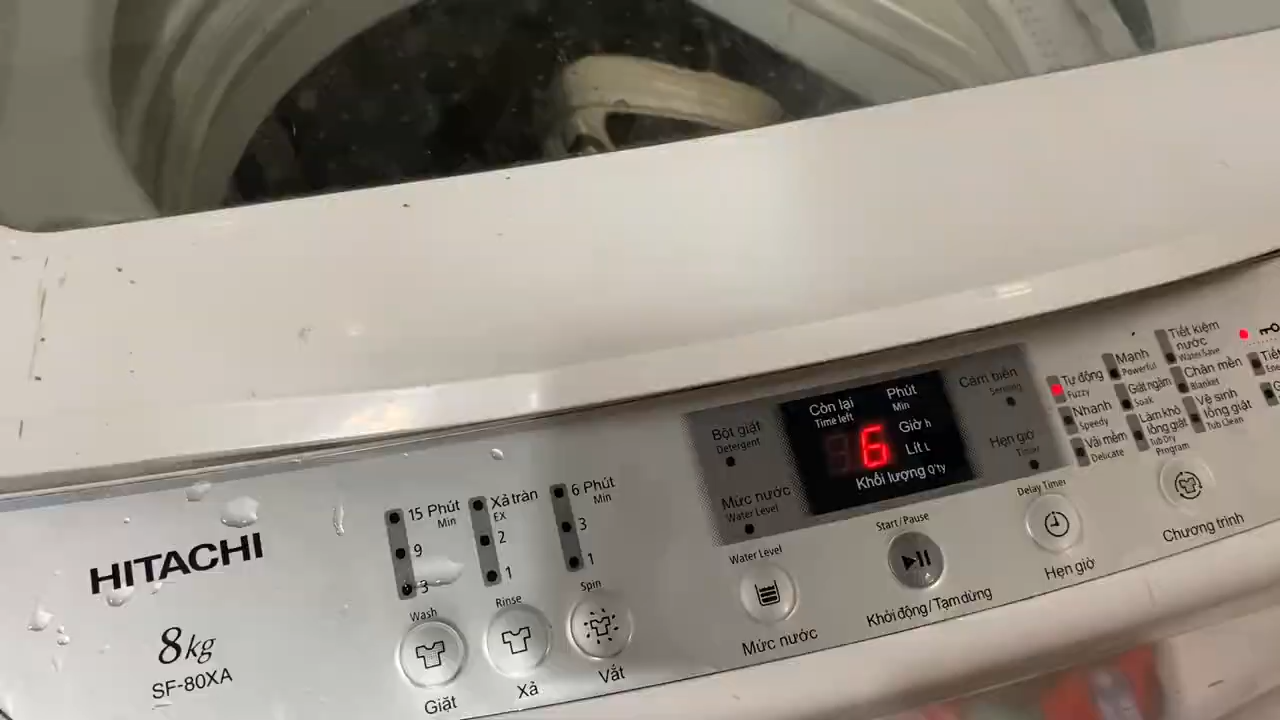 HITACHI
8kg
SF-80XA
15 Phút
Min
9
3
Wash
Giặt
Xả tràn
EX
2
1
Rinse
Xả
6 Phút
Min
3
1
Spin
Vắt
Bột giặt
Detergent
Mức nước
Water Level
Còn lại
Time left
Phút
Min
6
Giờ h
Lít L
Khối lượng Q'ty
Cảm biến
Sensing
Hẹn giờ
Timer
Water Level
Mức nước
Start/Pause
Khởi động/Tạm dừng
Delay Timer
Hẹn giờ
Tự động
Fuzzy
Nhanh
Speedy
Vải mềm
Delicate
Mạnh
Powerful
Giặt ngâm
Soak
Làm khô
lồng giặt
Tub Dry
Tiết kiệm
nước
Water Save
Chăn mền
Blanket
Vệ sinh
lồng giặt
Tub Clean
Program
Chương trình